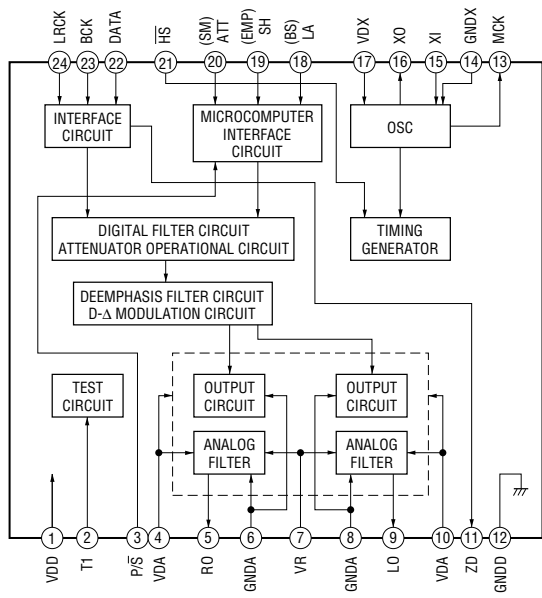 LRCK
BCK
DATA
HS
(SM)
ATT
(EMP)
SH
(BS)
LA
VDX
XO
XI
GNDX
MCK
24
23
22
21
20
19
18
17
16
15
14
13
INTERFACE
CIRCUIT
MICROCOMPUTER
INTERFACE
CIRCUIT
OSC
DIGITAL FILTER CIRCUIT
ATTENUATOR OPERATIONAL CIRCUIT
TIMING
GENERATOR
DEEMPHASIS FILTER CIRCUIT
D-Δ MODULATION CIRCUIT
TEST
CIRCUIT
OUTPUT
CIRCUIT
OUTPUT
CIRCUIT
ANALOG
FILTER
ANALOG
FILTER
1
2
3
4
5
6
7
8
9
10
11
12
VDD
T1
P/S̅
VDA
RO
GNDA
VR
GNDA
LO
VDA
ZD
GNDD